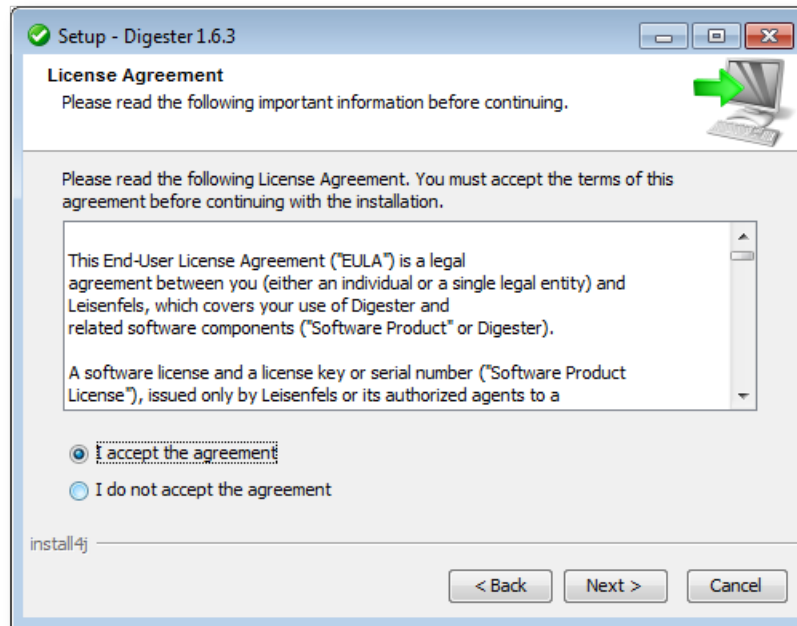 Setup - Digester 1.6.3
License Agreement
Please read the following important information before continuing.
Please read the following License Agreement. You must accept the terms of this
agreement before continuing with the installation.
This End-User License Agreement ("EULA") is a legal
agreement between you (either an individual or a single legal entity) and
Leisenfels, which covers your use of Digester and
related software components ("Software Product" or Digester).
A software license and a license key or serial number ("Software Product
License"), issued only by Leisenfels or its authorized agents to a
I accept the agreement
I do not accept the agreement
install4j
< Back
Next >
Cancel